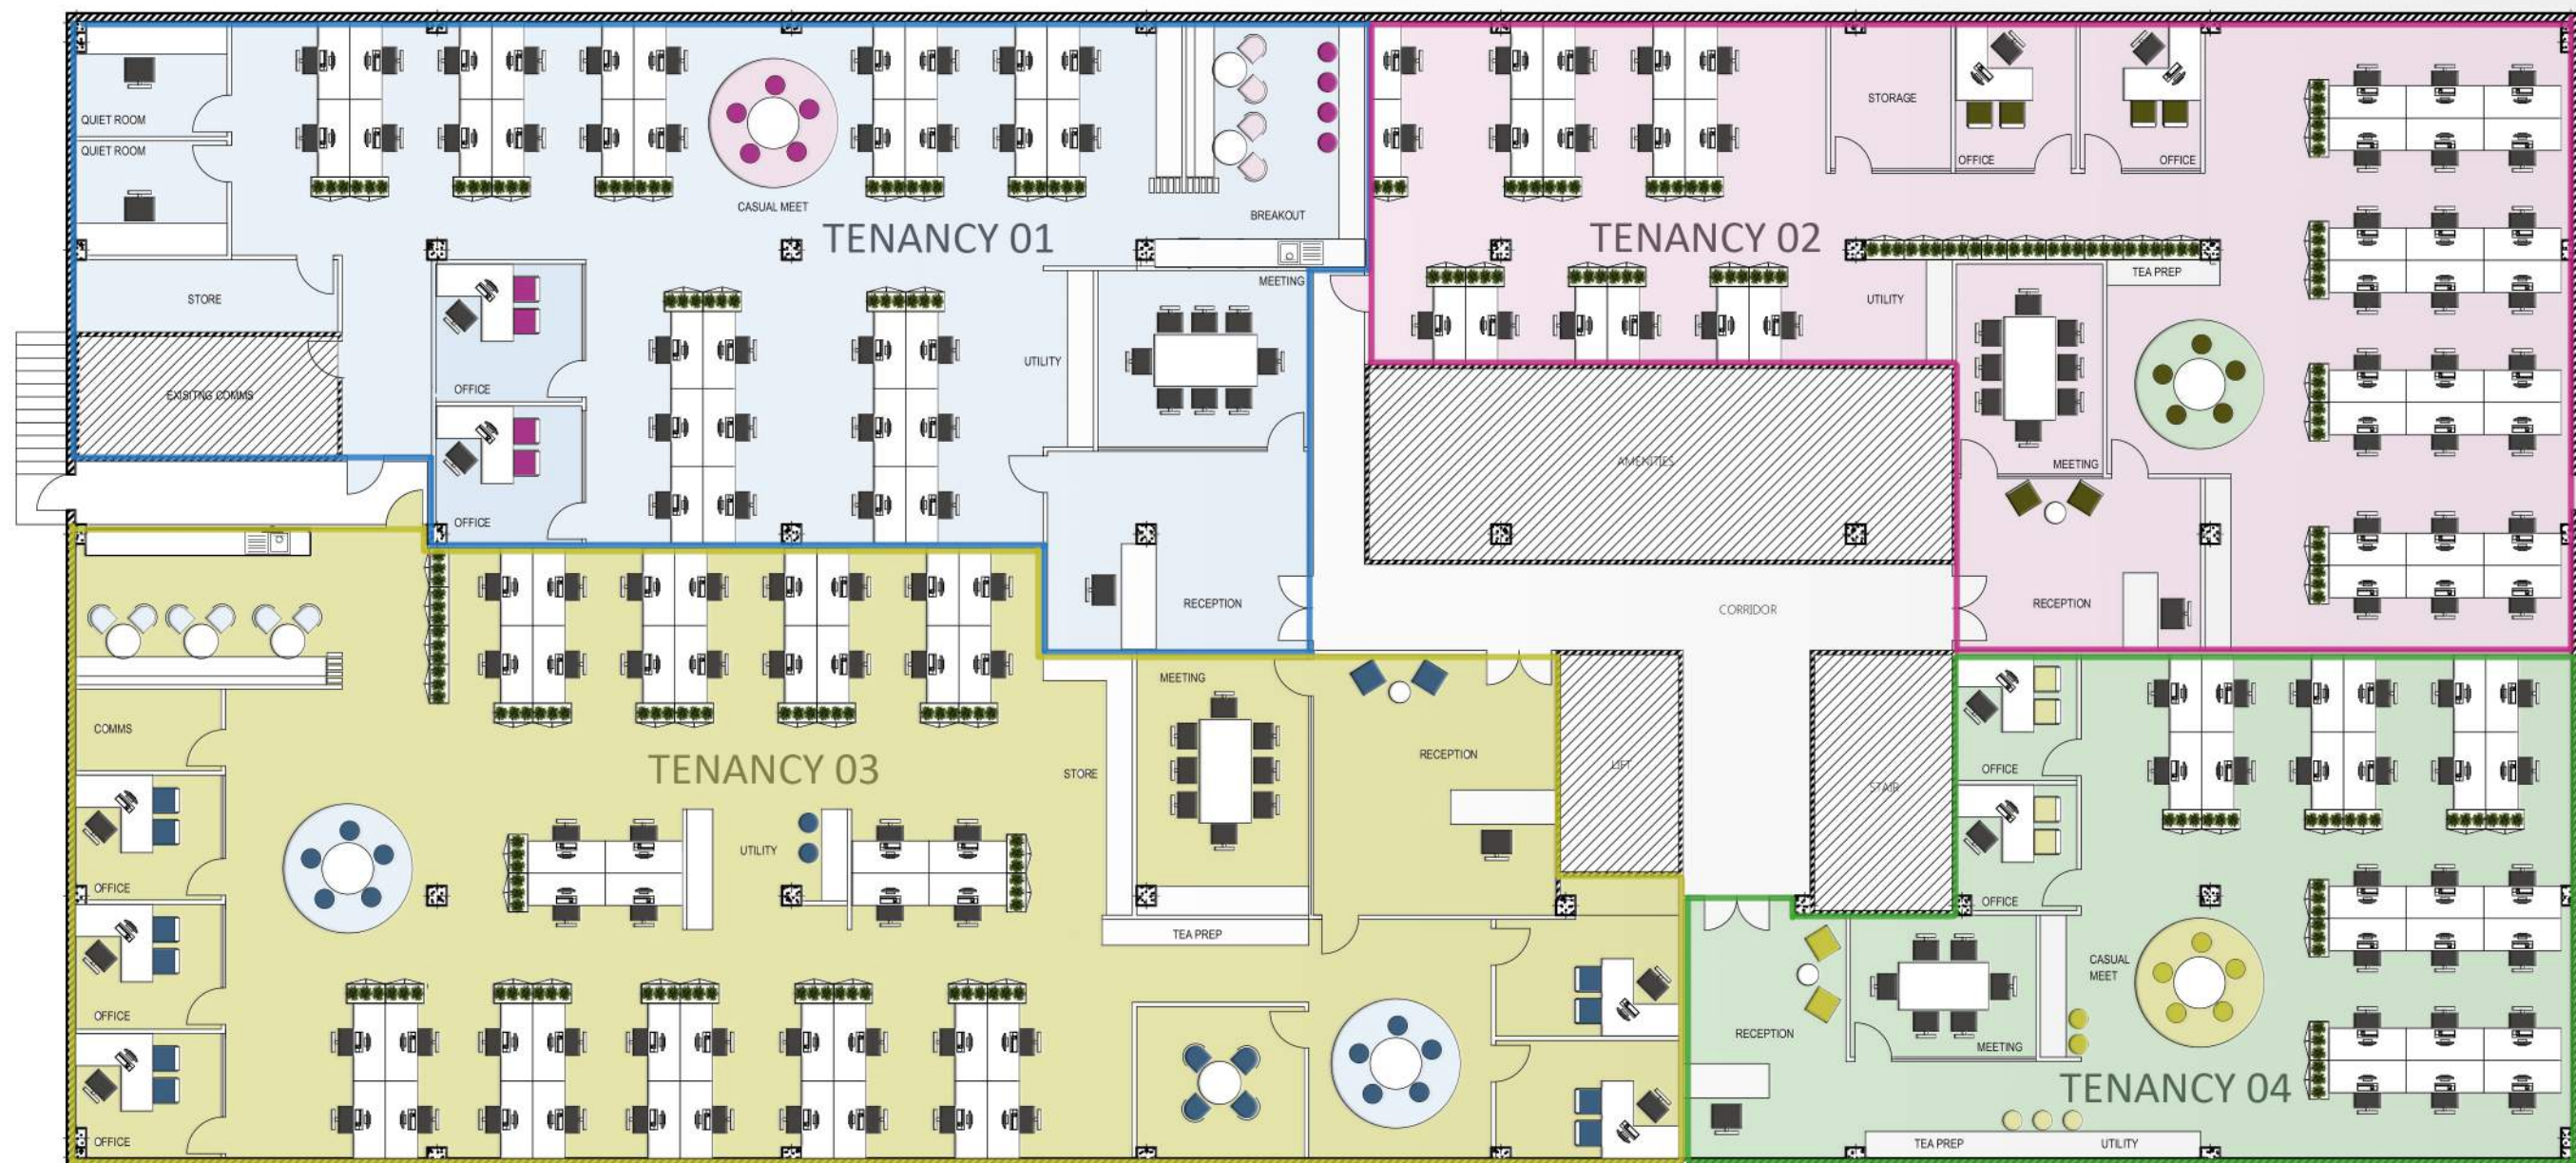 QUIET ROOM
QUIET ROOM
CASUAL MEET
BREAKOUT
TENANCY 01
STORE
MEETING
EXISITNG COMMS
OFFICE
UTILITY
OFFICE
RECEPTION
STORAGE
OFFICE
OFFICE
TENANCY 02
TEA PREP
UTILITY
MEETING
RECEPTION
AMENITIES
CORRIDOR
LIFT
STAIR
MEETING
COMMS
TENANCY 03
STORE
RECEPTION
UTILITY
OFFICE
TEA PREP
OFFICE
OFFICE
OFFICE
OFFICE
CASUAL
MEET
RECEPTION
MEETING
TENANCY 04
TEA PREP
UTILITY